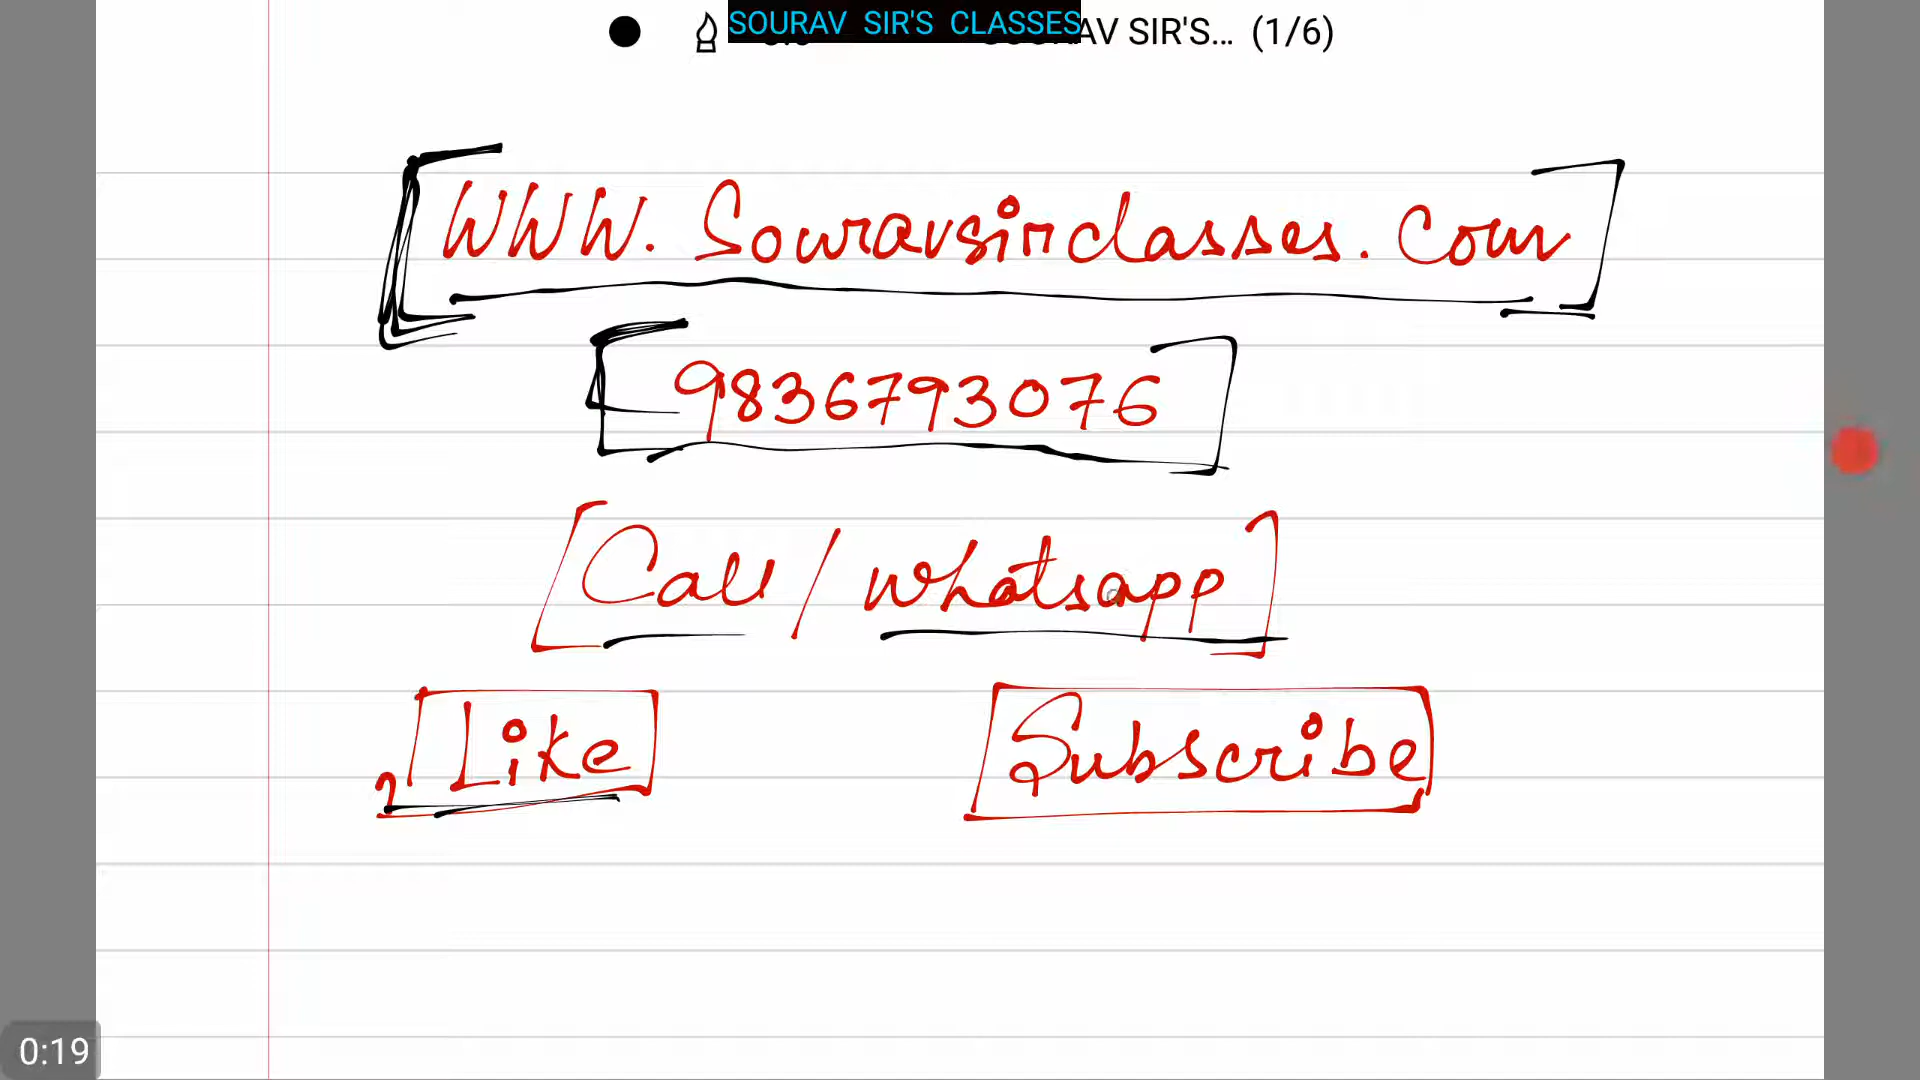 SOURAV SIR'S CLASSES AV SIR'S... (1/6)
WWW. Souravsirclasses. Com
9836793076
Call / Whatsapp
Like Subscribe
0:19